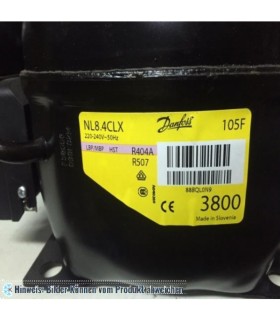 NL8.4CLX
Danfoss
105F
220-240V~50Hz
LBP/MBP HST
R404A
R507
CE
3800
Made in Slovenia
Hinweis: Bilder können vom Produkt abweichen